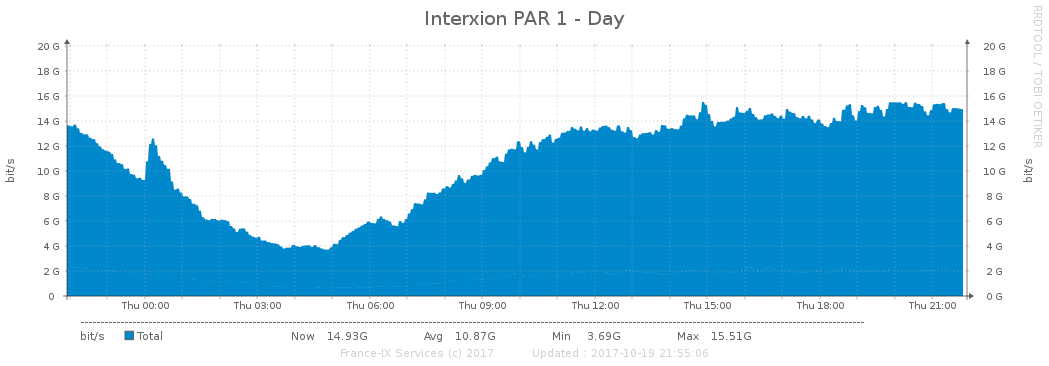 Interxion PAR 1 - Day
RRDTOOL / TOBI OETIKER
bit/s
20 G 20 G
18 G 18 G
16 G 16 G
14 G 14 G
12 G 12 G
10 G 10 G
8 G 8 G
6 G 6 G
4 G 4 G
2 G 2 G
0 0 G
bit/s
Thu 00:00 Thu 03:00 Thu 06:00 Thu 09:00 Thu 12:00 Thu 15:00 Thu 18:00 Thu 21:00
bit/s Total Now 14.93G Avg 10.87G Min 3.69G Max 15.51G
France-IX Services (c) 2017 Updated : 2017-10-19 21:55:06